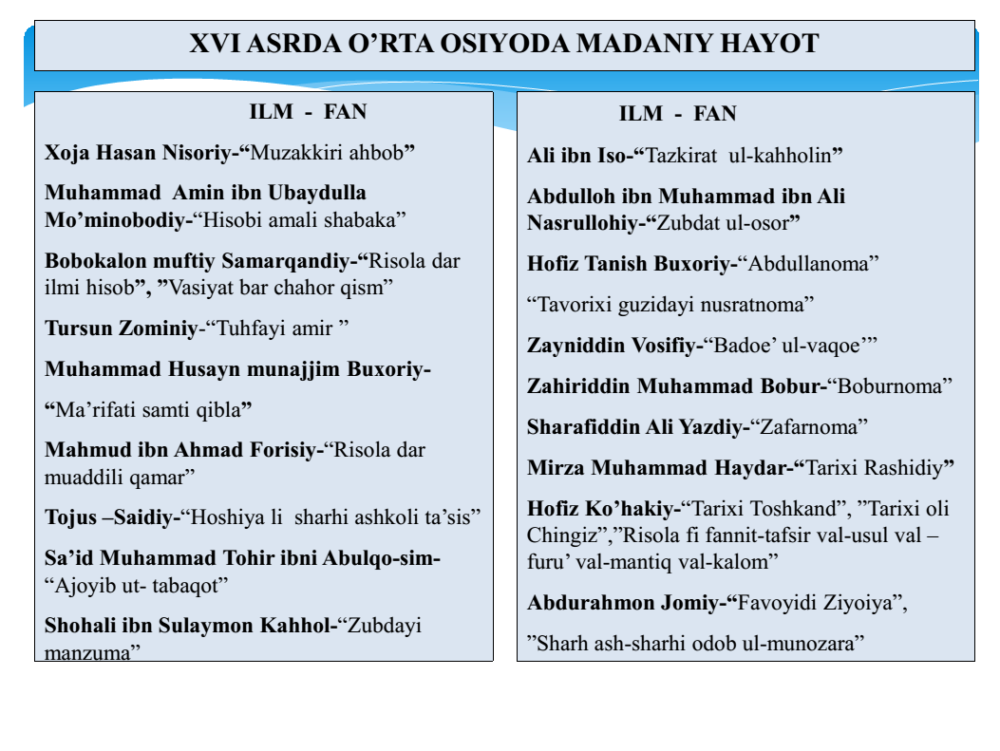 XVI ASRDA O’RTA OSIYODA MADANIY HAYOT
ILM - FAN
Xoja Hasan Nisoriy-“Muzakkiri ahbob”
Muhammad Amin ibn Ubaydulla
Mo’minobodiy-“Hisobi amali shabaka”
Bobokalon muftiy Samarqandiy-“Risola dar
ilmi hisob”, ”Vasiyat bar chahor qism”
Tursun Zominiy-“Tuhfayi amir ”
Muhammad Husayn munajjim Buxoriy-
“Ma’rifati samti qibla”
Mahmud ibn Ahmad Forisiy-“Risola dar
muaddili qamar”
Tojus –Saidiy-“Hoshiya li sharhi ashkoli ta’sis”
Sa’id Muhammad Tohir ibni Abulqo-sim-
“Ajoyib ut- tabaqot”
Shohali ibn Sulaymon Kahhol-“Zubdayi
manzuma”
ILM - FAN
Ali ibn Iso-“Tazkirat ul-kahholin”
Abdulloh ibn Muhammad ibn Ali
Nasrullohiy-“Zubdat ul-osor”
Hofiz Tanish Buxoriy-“Abdullanoma”
“Tavorixi guzidayi nusratnoma”
Zayniddin Vosifiy-“Badoe’ ul-vaqoe’”
Zahiriddin Muhammad Bobur-“Boburnoma”
Sharafiddin Ali Yazdiy-“Zafarnoma”
Mirza Muhammad Haydar-“Tarixi Rashidiy”
Hofiz Ko’hakiy-“Tarixi Toshkand”, ”Tarixi oli
Chingiz”,”Risola fi fannit-tafsir val-usul val –
furu’ val-mantiq val-kalom”
Abdurahmon Jomiy-“Favoyidi Ziyoiya”,
”Sharh ash-sharhi odob ul-munozara”